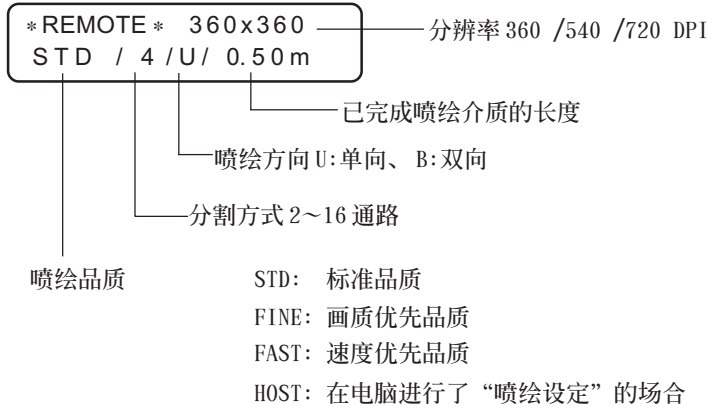 *REMOTE* 360x360
分辨率 360 /540 /720 DPI
STD / 4 /U/ 0.50m
已完成喷绘介质的长度
喷绘方向 U:单向、 B:双向
分割方式 2～16 通路
喷绘品质
STD: 标准品质
FINE: 画质优先品质
FAST: 速度优先品质
HOST: 在电脑进行了“喷绘设定”的场合